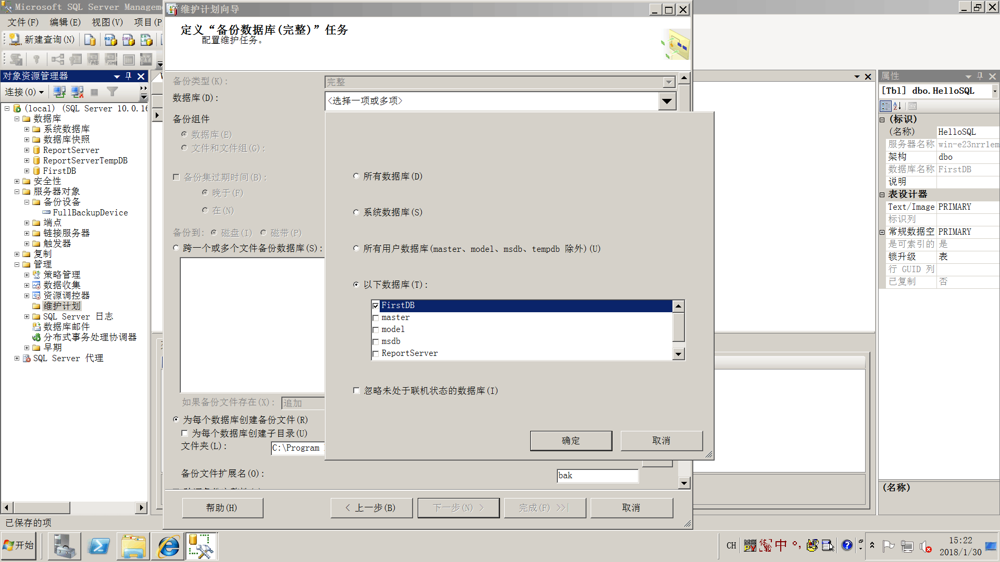 Microsoft SQL Server Manageme
文件(F) 编辑(E) 视图(V) 项目(P
新建查询(N)
对象资源管理器
连接(O)
(local) (SQL Server 10.0.16
数据库
系统数据库
数据库快照
ReportServer
ReportServerTempDB
FirstDB
安全性
服务器对象
备份设备
FullBackupDevice
端点
链接服务器
触发器
复制
管理
策略管理
数据收集
资源调控器
维护计划
SQL Server 日志
数据库邮件
分布式事务处理协调器
早期
SQL Server 代理
已保存的项
维护计划向导
定义“备份数据库(完整)”任务
配置维护任务。
备份类型(K):
完整
数据库(D):
<选择一项或多项>
备份组件
数据库(E)
文件和文件组(G):
备份集过期时间(B):
晚于(F)
在(N)
备份到: 磁盘(I) 磁带(P)
跨一个或多个文件备份数据库(S):
如果备份文件存在(X): 追加
为每个数据库创建备份文件(R)
为每个数据库创建子目录(U)
文件夹(L): C:\Program
备份文件扩展名(O): bak
帮助(H) < 上一步(B) 下一步(N) > 完成(F) >>| 取消
所有数据库(D)
系统数据库(S)
所有用户数据库(master、model、msdb、tempdb 除外)(U)
以下数据库(T):
FirstDB
master
model
msdb
ReportServer
忽略未处于联机状态的数据库(I)
确定 取消
属性
[Tbl] dbo.HelloSQL
(标识)
(名称) HelloSQL
服务器名称 win-e23nrr1em
架构 dbo
数据库名称 FirstDB
说明
表设计器
Text/Image PRIMARY
标识列
常规数据空 PRIMARY
是可索引的 是
锁升级 表
行 GUID 列
已复制 否
(名称)
开始
CH 中
15:22
2018/1/30